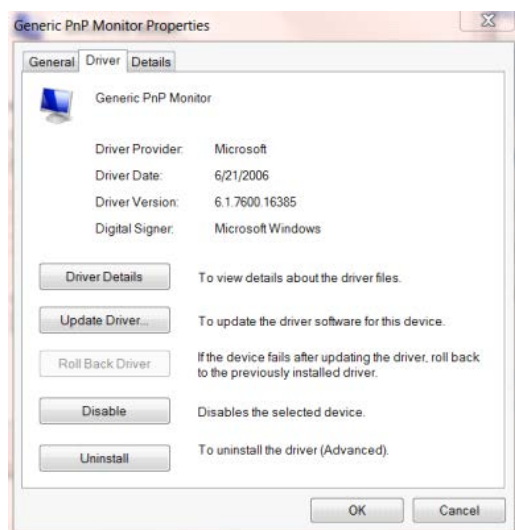 Generic PnP Monitor Properties
General Driver Details
Generic PnP Monitor
Driver Provider: Microsoft
Driver Date: 6/21/2006
Driver Version: 6.1.7600.16385
Digital Signer: Microsoft Windows
Driver Details To view details about the driver files.
Update Driver... To update the driver software for this device.
Roll Back Driver If the device fails after updating the driver, roll back
to the previously installed driver.
Disable Disables the selected device.
Uninstall To uninstall the driver (Advanced).
OK Cancel